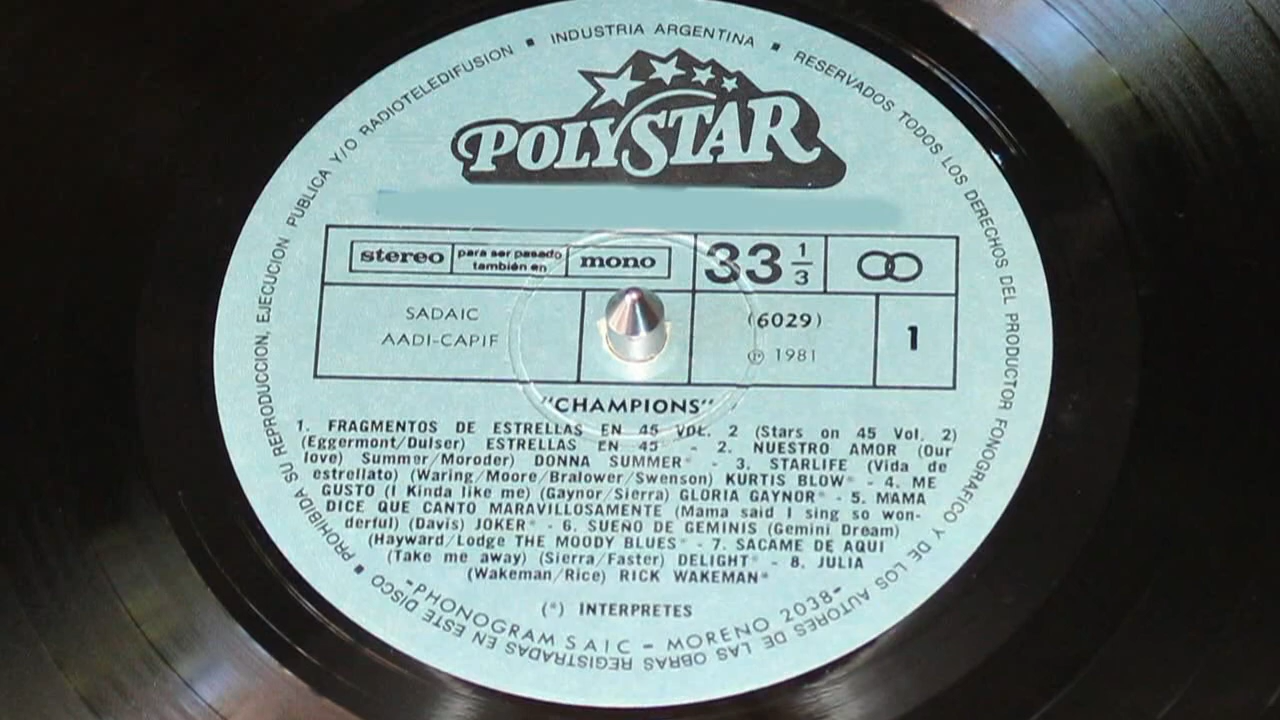 PROHIBIDA SU REPRODUCCION, EJECUCION PUBLICA Y/O RADIOTELEDIFUSION ▪ INDUSTRIA ARGENTINA ▪ RESERVADOS TODOS LOS DERECHOS DEL PRODUCTOR FONOGRAFICO Y DE LOS AUTORES DE LAS OBRAS REGISTRADAS EN ESTE DISCO ▪
POLYSTAR
stereo para ser pasado también en mono 33 1/3
SADAIC
AADI-CAPIF
(6029)
℗ 1981
1
"CHAMPIONS"
1. FRAGMENTOS DE ESTRELLAS EN 45 VOL. 2 (Stars on 45 Vol. 2)
(Eggermont/Dulser) ESTRELLAS EN 45 - 2. NUESTRO AMOR (Our
love) Summer/Moroder) DONNA SUMMER* - 3. STARLIFE (Vida de
estrellato) (Waring/Moore/Bralower/Swenson) KURTIS BLOW* - 4. ME
GUSTO (I Kinda like me) (Gaynor/Sierra) GLORIA GAYNOR* - 5. MAMA
DICE QUE CANTO MARAVILLOSAMENTE (Mama said I sing so won-
derful) (Davis) JOKER* - 6. SUEÑO DE GEMINIS (Gemini Dream)
(Hayward/Lodge THE MOODY BLUES* - 7. SACAME DE AQUI
(Take me away) (Sierra/Faster) DELIGHT* - 8. JULIA
(Wakeman/Rice) RICK WAKEMAN*
(*) INTERPRETES
-PHONOGRAM SAIC - MORENO 2038-